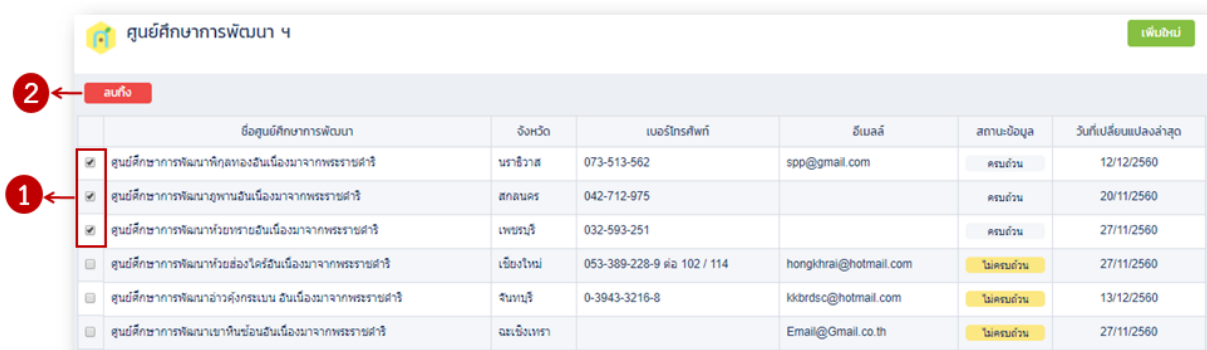 ศูนย์ศึกษาการพัฒนา ฯ
เพิ่มใหม่
2
ลบทิ้ง
ชื่อศูนย์ศึกษาการพัฒนา จังหวัด เบอร์โทรศัพท์ อีเมลล์ สถานะข้อมูล วันที่เปลี่ยนแปลงล่าสุด
ศูนย์ศึกษาการพัฒนาพิกุลทองอันเนื่องมาจากพระราชดำริ นราธิวาส 073-513-562 spp@gmail.com ครบถ้วน 12/12/2560
1
ศูนย์ศึกษาการพัฒนาภูพานอันเนื่องมาจากพระราชดำริ สกลนคร 042-712-975 ครบถ้วน 20/11/2560
ศูนย์ศึกษาการพัฒนาห้วยทรายอันเนื่องมาจากพระราชดำริ เพชรบุรี 032-593-251 ครบถ้วน 27/11/2560
ศูนย์ศึกษาการพัฒนาห้วยฮ่องไคร้อันเนื่องมาจากพระราชดำริ เชียงใหม่ 053-389-228-9 ต่อ 102 / 114 hongkhrai@hotmail.com ไม่ครบถ้วน 27/11/2560
ศูนย์ศึกษาการพัฒนาอ่าวคุ้งกระเบน อันเนื่องมาจากพระราชดำริ จันทบุรี 0-3943-3216-8 kkbrdsc@hotmail.com ไม่ครบถ้วน 13/12/2560
ศูนย์ศึกษาการพัฒนาเขาหินซ้อนอันเนื่องมาจากพระราชดำริ ฉะเชิงเทรา Email@Gmail.co.th ไม่ครบถ้วน 27/11/2560